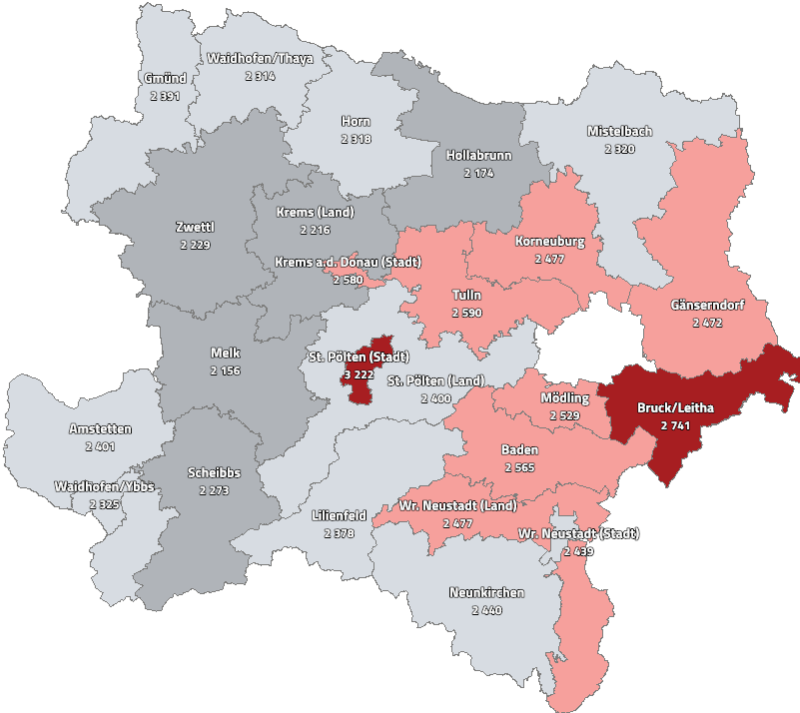 Waidhofen/Thaya
2 314
Gmünd
2 391
Horn
2 318
Mistelbach
2 320
Hollabrunn
2 174
Krems (Land)
2 216
Zwettl
2 229
Korneuburg
2 477
Krems a.d. Donau (Stadt)
2 580
Tulln
2 590
Gänserndorf
2 472
Melk
2 156
St. Pölten (Stadt)
3 222
St. Pölten (Land)
2 400
Mödling
2 529
Bruck/Leitha
2 741
Amstetten
2 401
Baden
2 565
Scheibbs
2 273
Waidhofen/Ybbs
2 325
Wr. Neustadt (Land)
2 477
Lilienfeld
2 378
Wr. Neustadt (Stadt)
2 439
Neunkirchen
2 440